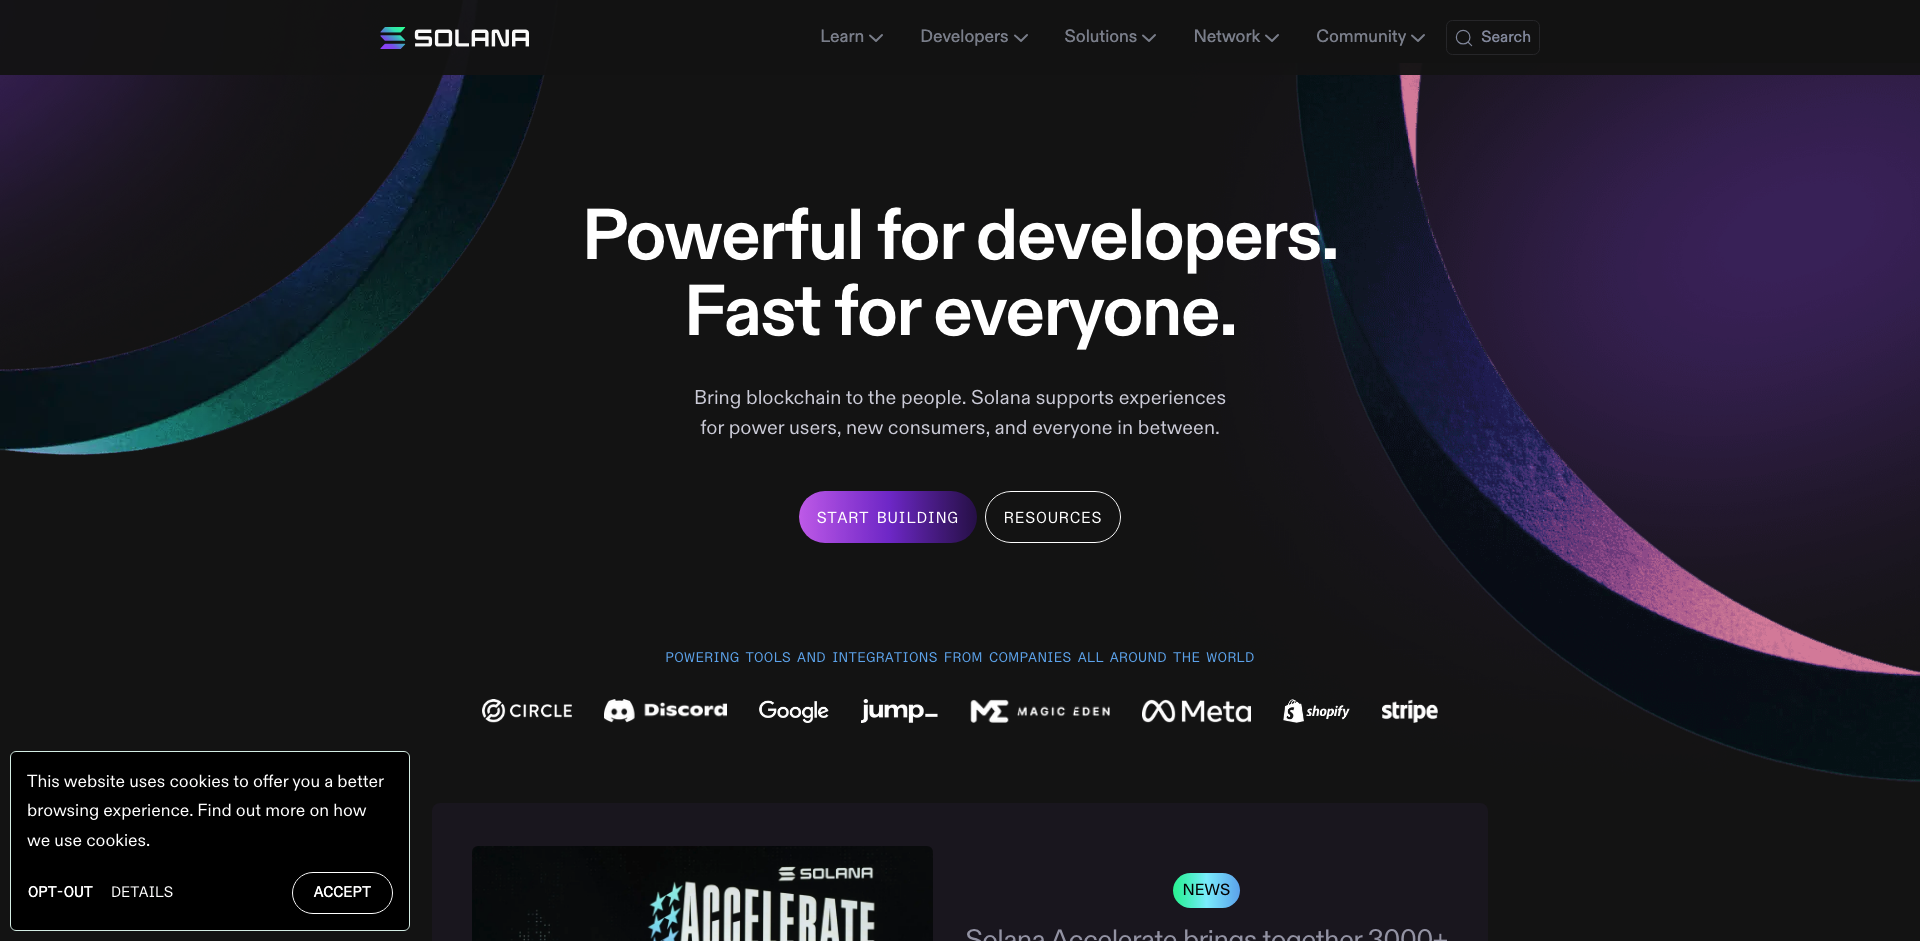 SOLANA
Learn
Developers
Solutions
Network
Community
Search
Powerful for developers.
Fast for everyone.
Bring blockchain to the people. Solana supports experiences
for power users, new consumers, and everyone in between.
START BUILDING
RESOURCES
POWERING TOOLS AND INTEGRATIONS FROM COMPANIES ALL AROUND THE WORLD
CIRCLE
Discord
Google
jump_
MAGIC EDEN
Meta
shopify
stripe
This website uses cookies to offer you a better
browsing experience. Find out more on how
we use cookies.
OPT-OUT
DETAILS
ACCEPT
SOLANA
ACCELERATE
NEWS
Solana Accelerate brings together 3000+